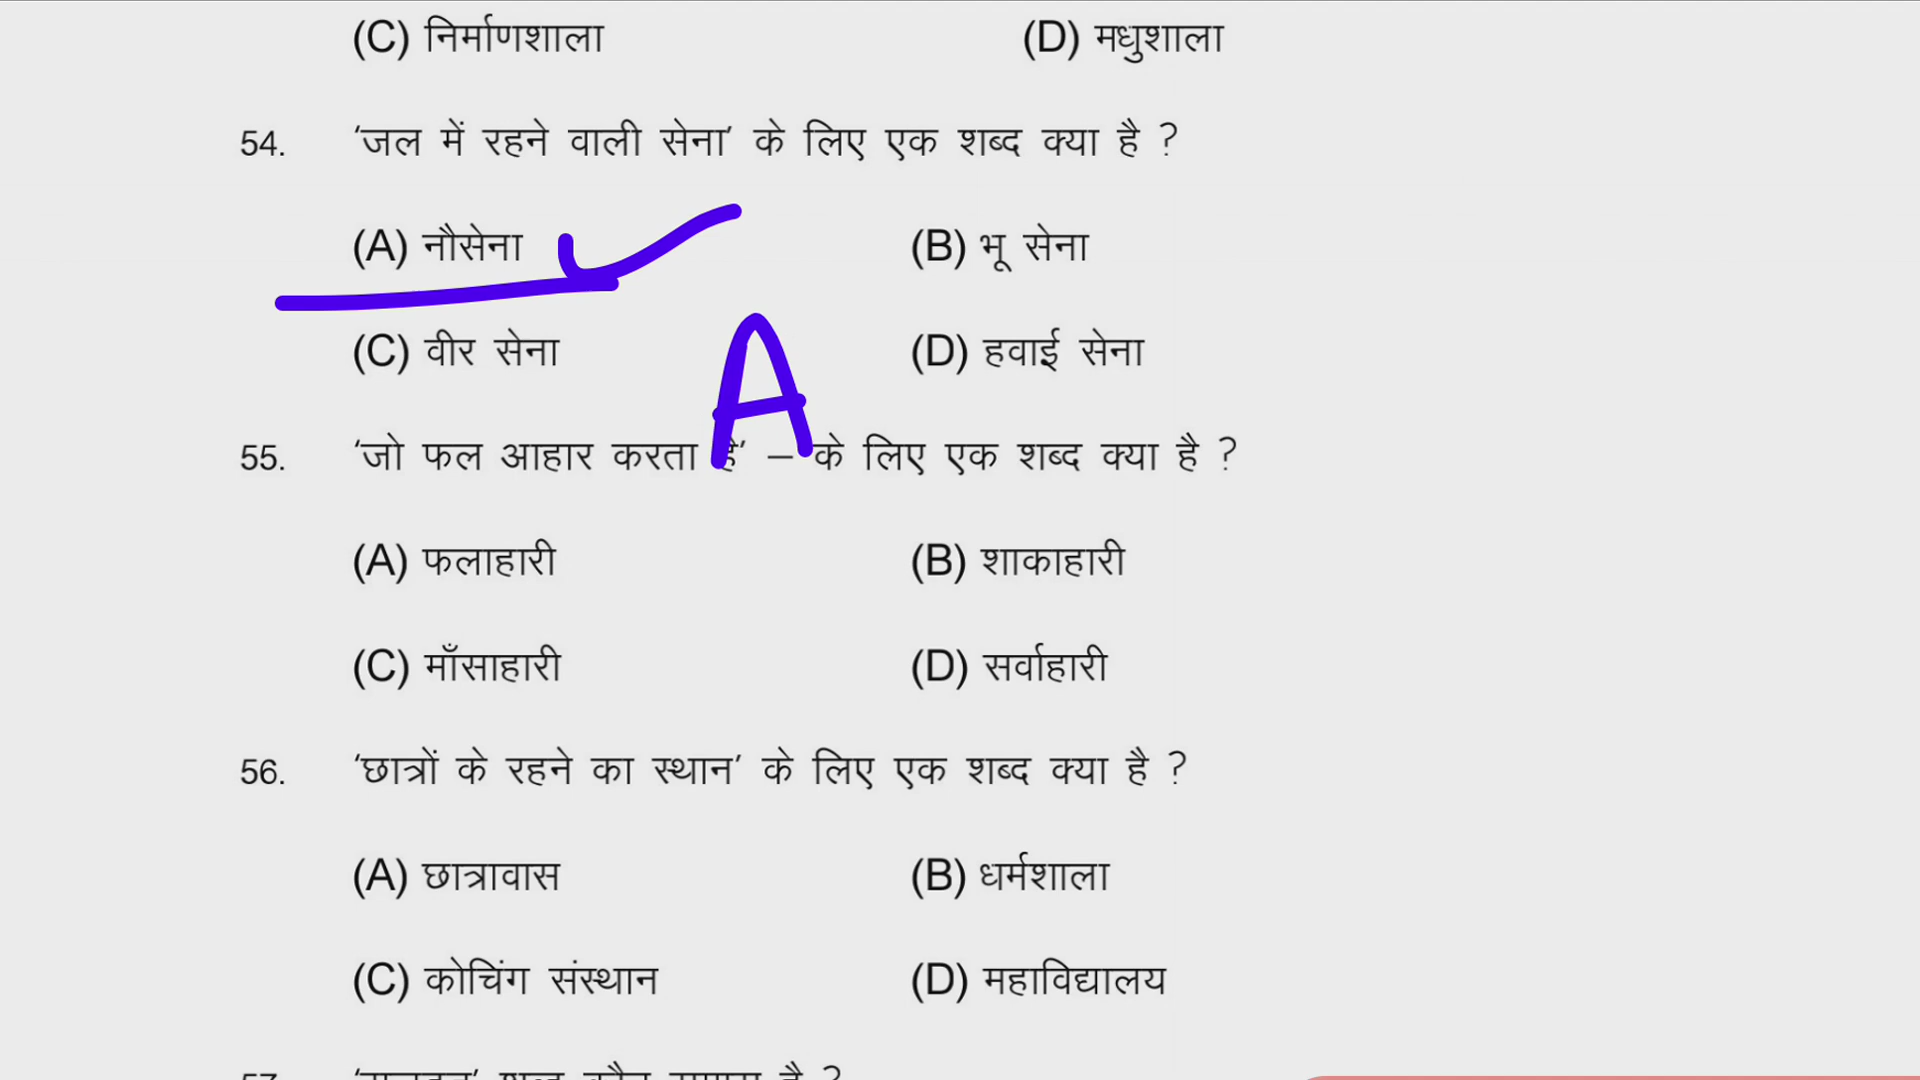 (C) निर्माणशाला (D) मधुशाला
54. ‘जल में रहने वाली सेना’ के लिए एक शब्द क्या है ?
(A) नौसेना (B) भू सेना
(C) वीर सेना (D) हवाई सेना
A
55. ‘जो फल आहार करता है’ – के लिए एक शब्द क्या है ?
(A) फलाहारी (B) शाकाहारी
(C) माँसाहारी (D) सर्वाहारी
56. ‘छात्रों के रहने का स्थान’ के लिए एक शब्द क्या है ?
(A) छात्रावास (B) धर्मशाला
(C) कोचिंग संस्थान (D) महाविद्यालय